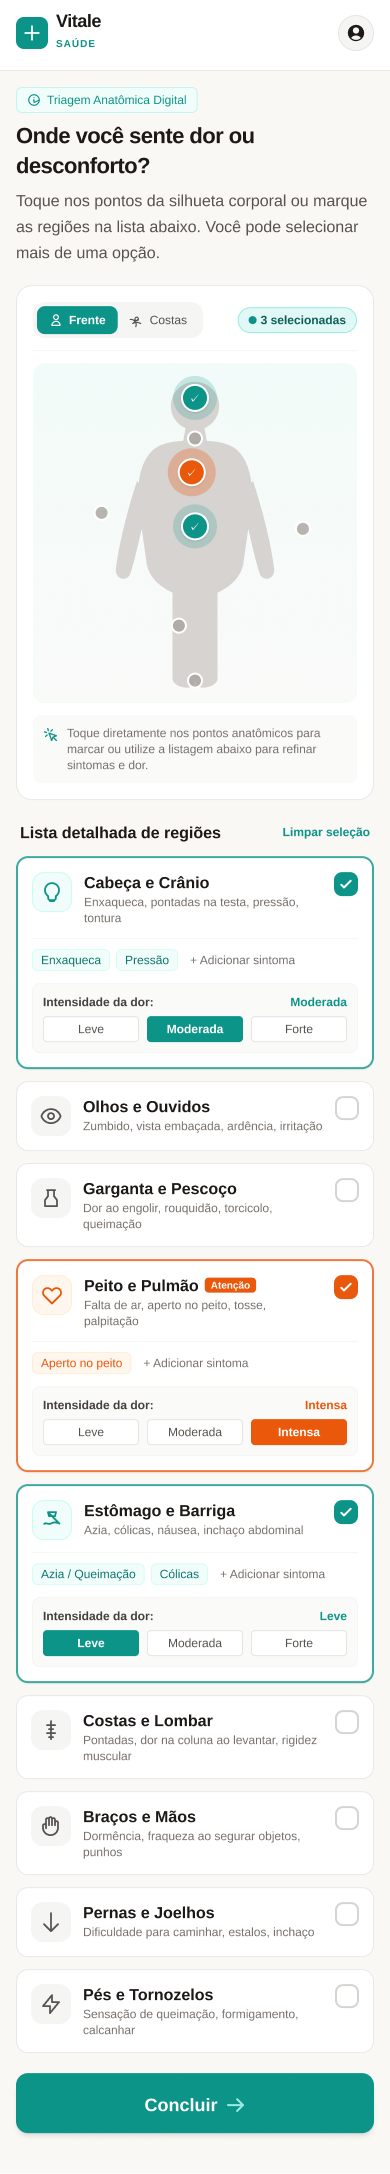 Vitale
SAÚDE
Triagem Anatômica Digital
Onde você sente dor ou
desconforto?
Toque nos pontos da silhueta corporal ou marque
as regiões na lista abaixo. Você pode selecionar
mais de uma opção.
Frente
Costas
3 selecionadas
Toque diretamente nos pontos anatômicos para
marcar ou utilize a listagem abaixo para refinar
sintomas e dor.
Lista detalhada de regiões
Limpar seleção
Cabeça e Crânio
Enxaqueca, pontadas na testa, pressão,
tontura
Enxaqueca
Pressão
+ Adicionar sintoma
Intensidade da dor:
Moderada
Leve
Moderada
Forte
Olhos e Ouvidos
Zumbido, vista embaçada, ardência, irritação
Garganta e Pescoço
Dor ao engolir, rouquidão, torcicolo,
queimação
Peito e Pulmão
Atenção
Falta de ar, aperto no peito, tosse,
palpitação
Aperto no peito
+ Adicionar sintoma
Intensidade da dor:
Intensa
Leve
Moderada
Intensa
Estômago e Barriga
Azia, cólicas, náusea, inchaço abdominal
Azia / Queimação
Cólicas
+ Adicionar sintoma
Intensidade da dor:
Leve
Leve
Moderada
Forte
Costas e Lombar
Pontadas, dor na coluna ao levantar, rigidez
muscular
Braços e Mãos
Dormência, fraqueza ao segurar objetos,
punhos
Pernas e Joelhos
Dificuldade para caminhar, estalos, inchaço
Pés e Tornozelos
Sensação de queimação, formigamento,
calcanhar
Concluir